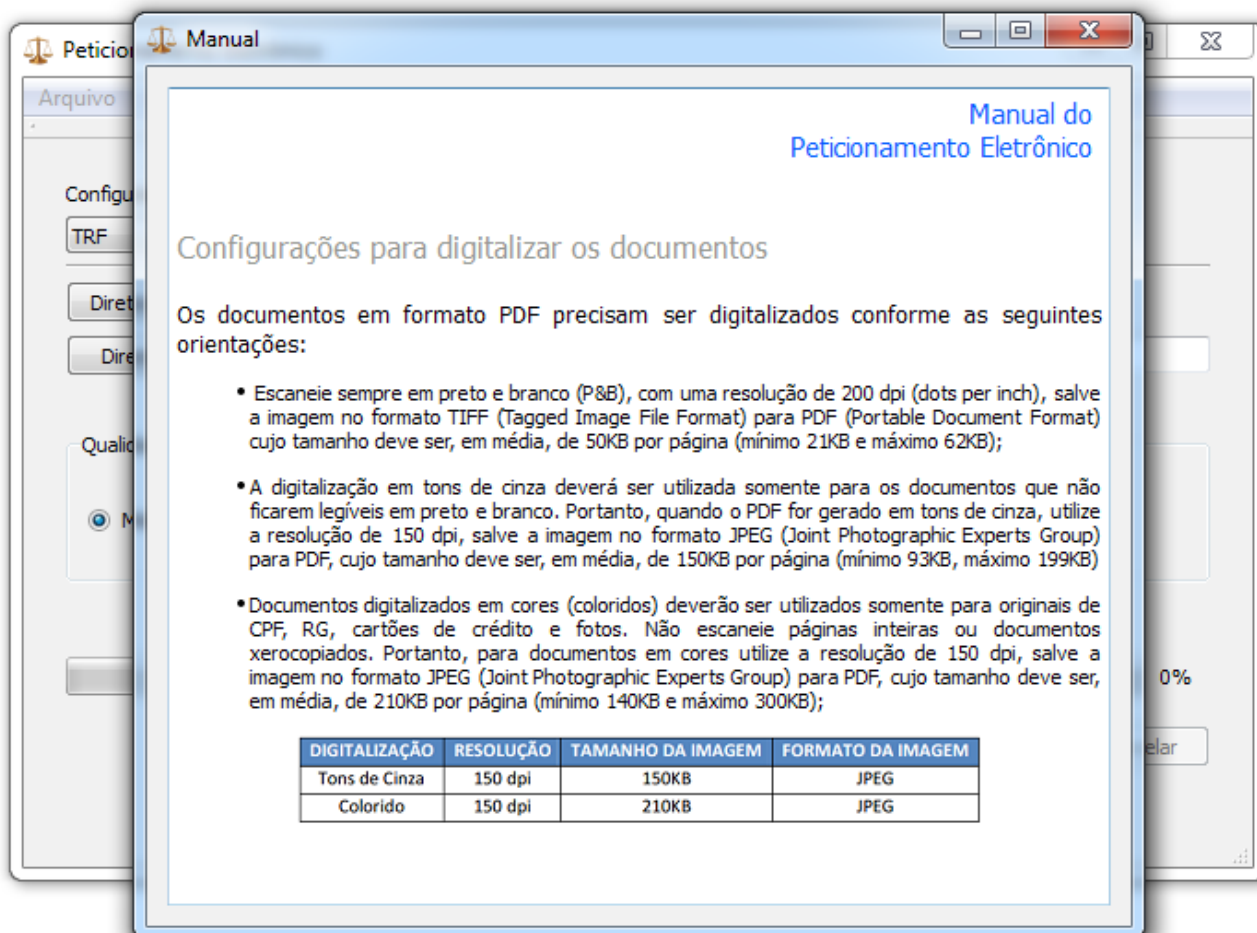 Manual
Arquivo
Manual do
Peticionamento Eletrônico
TRF
Configurações para digitalizar os documentos
Os documentos em formato PDF precisam ser digitalizados conforme as seguintes
orientações:
• Escaneie sempre em preto e branco (P&B), com uma resolução de 200 dpi (dots per inch), salve
a imagem no formato TIFF (Tagged Image File Format) para PDF (Portable Document Format)
cujo tamanho deve ser, em média, de 50KB por página (mínimo 21KB e máximo 62KB);
• A digitalização em tons de cinza deverá ser utilizada somente para os documentos que não
ficarem legíveis em preto e branco. Portanto, quando o PDF for gerado em tons de cinza, utilize
a resolução de 150 dpi, salve a imagem no formato JPEG (Joint Photographic Experts Group)
para PDF, cujo tamanho deve ser, em média, de 150KB por página (mínimo 93KB, máximo 199KB)
• Documentos digitalizados em cores (coloridos) deverão ser utilizados somente para originais de
CPF, RG, cartões de crédito e fotos. Não escaneie páginas inteiras ou documentos
xerocopiados. Portanto, para documentos em cores utilize a resolução de 150 dpi, salve a
imagem no formato JPEG (Joint Photographic Experts Group) para PDF, cujo tamanho deve ser,
em média, de 210KB por página (mínimo 140KB e máximo 300KB);
0%
DIGITALIZAÇÃO RESOLUÇÃO TAMANHO DA IMAGEM FORMATO DA IMAGEM
Tons de Cinza 150 dpi 150KB JPEG
Colorido 150 dpi 210KB JPEG